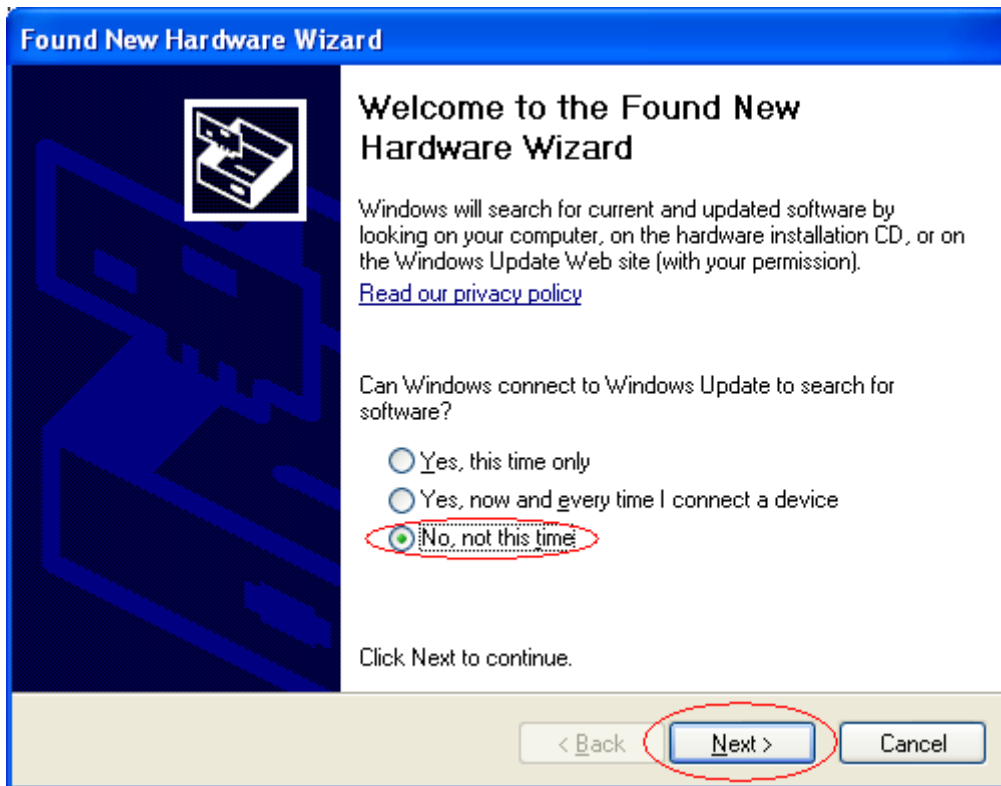 Found New Hardware Wizard
Welcome to the Found New
Hardware Wizard
Windows will search for current and updated software by
looking on your computer, on the hardware installation CD, or on
the Windows Update Web site (with your permission).
Read our privacy policy
Can Windows connect to Windows Update to search for
software?
Yes, this time only
Yes, now and every time I connect a device
No, not this time
Click Next to continue.
< Back
Next >
Cancel